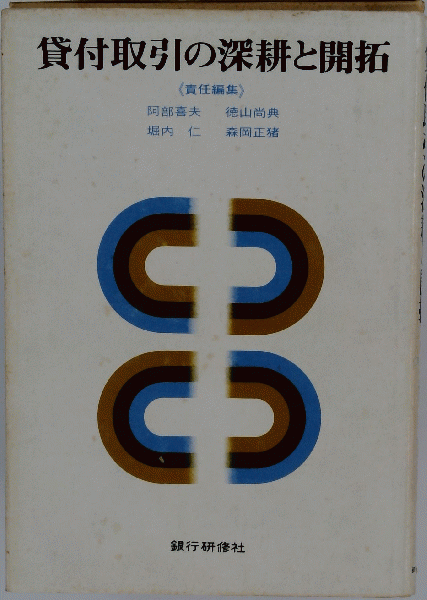 貸付取引の深耕と開拓
《責任編集》
阿部喜夫 徳山尚典
堀内 仁 森岡正猪
銀行研修社